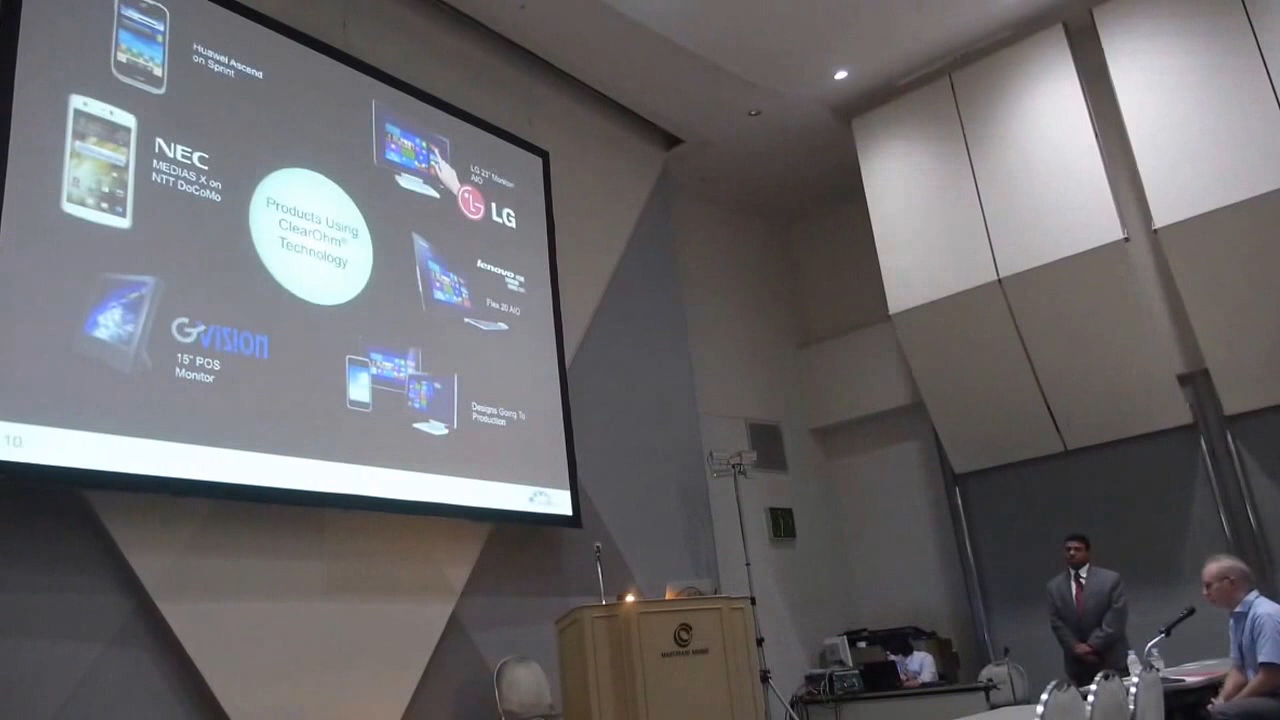 Huawei Ascend
on Sprint
NEC
MEDIAS X on
NTT DoCoMo
GVISION
15" POS
Monitor
Products Using
ClearOhm®
Technology
LG 23" Monitor
AIO
LG
lenovo
Flex 20 AIO
Designs Going To
Production
10